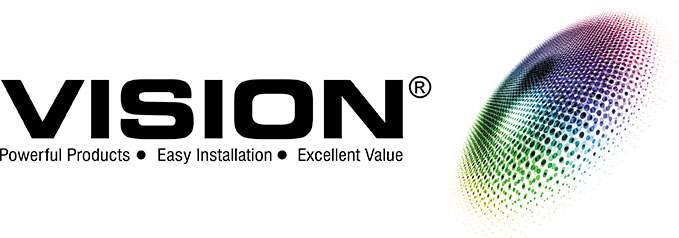 VISION®
Powerful Products ● Easy Installation ● Excellent Value